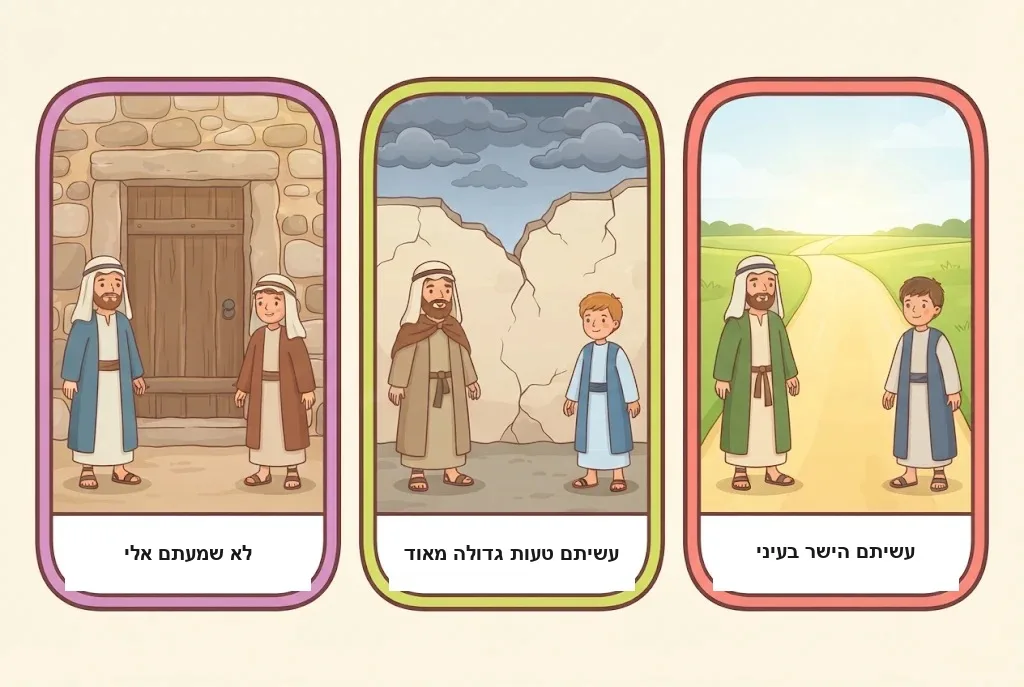 עשיתם הישר בעיני
עשיתם טעות גדולה מאוד
לא שמעתם אלי